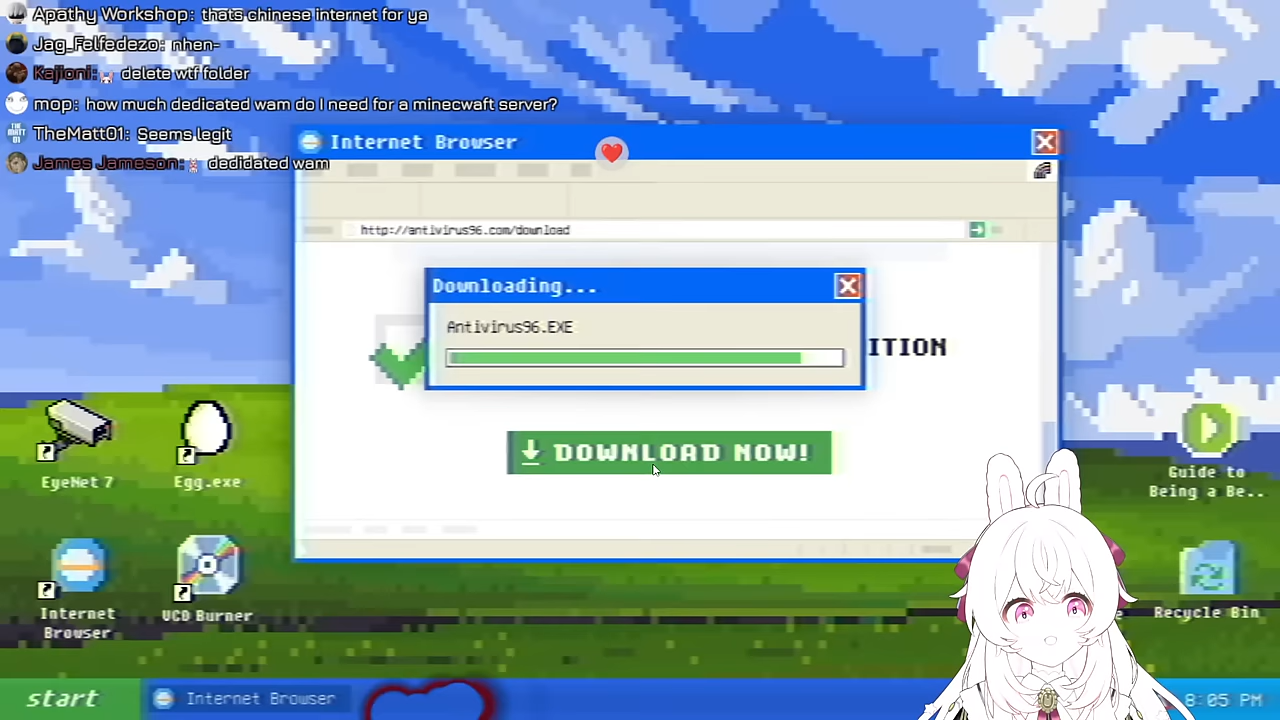 Apathy Workshop: thats chinese internet for ya
Jag_Felfedezo: nhen-
Kajioni: delete wtf folder
mop: how much dedicated wam do I need for a minecwaft server?
TheMatt01: Seems legit
James Jameson: dedidated wam
Internet Browser
http://antivirus96.com/download
Downloading...
Antivirus96.EXE
ITION
DOWNLOAD NOW!
EyeNet 7
Egg.exe
Guide to
Being a Be..
Internet
Browser
VCD Burner
Recycle Bin
start
Internet Browser
8:05 PM